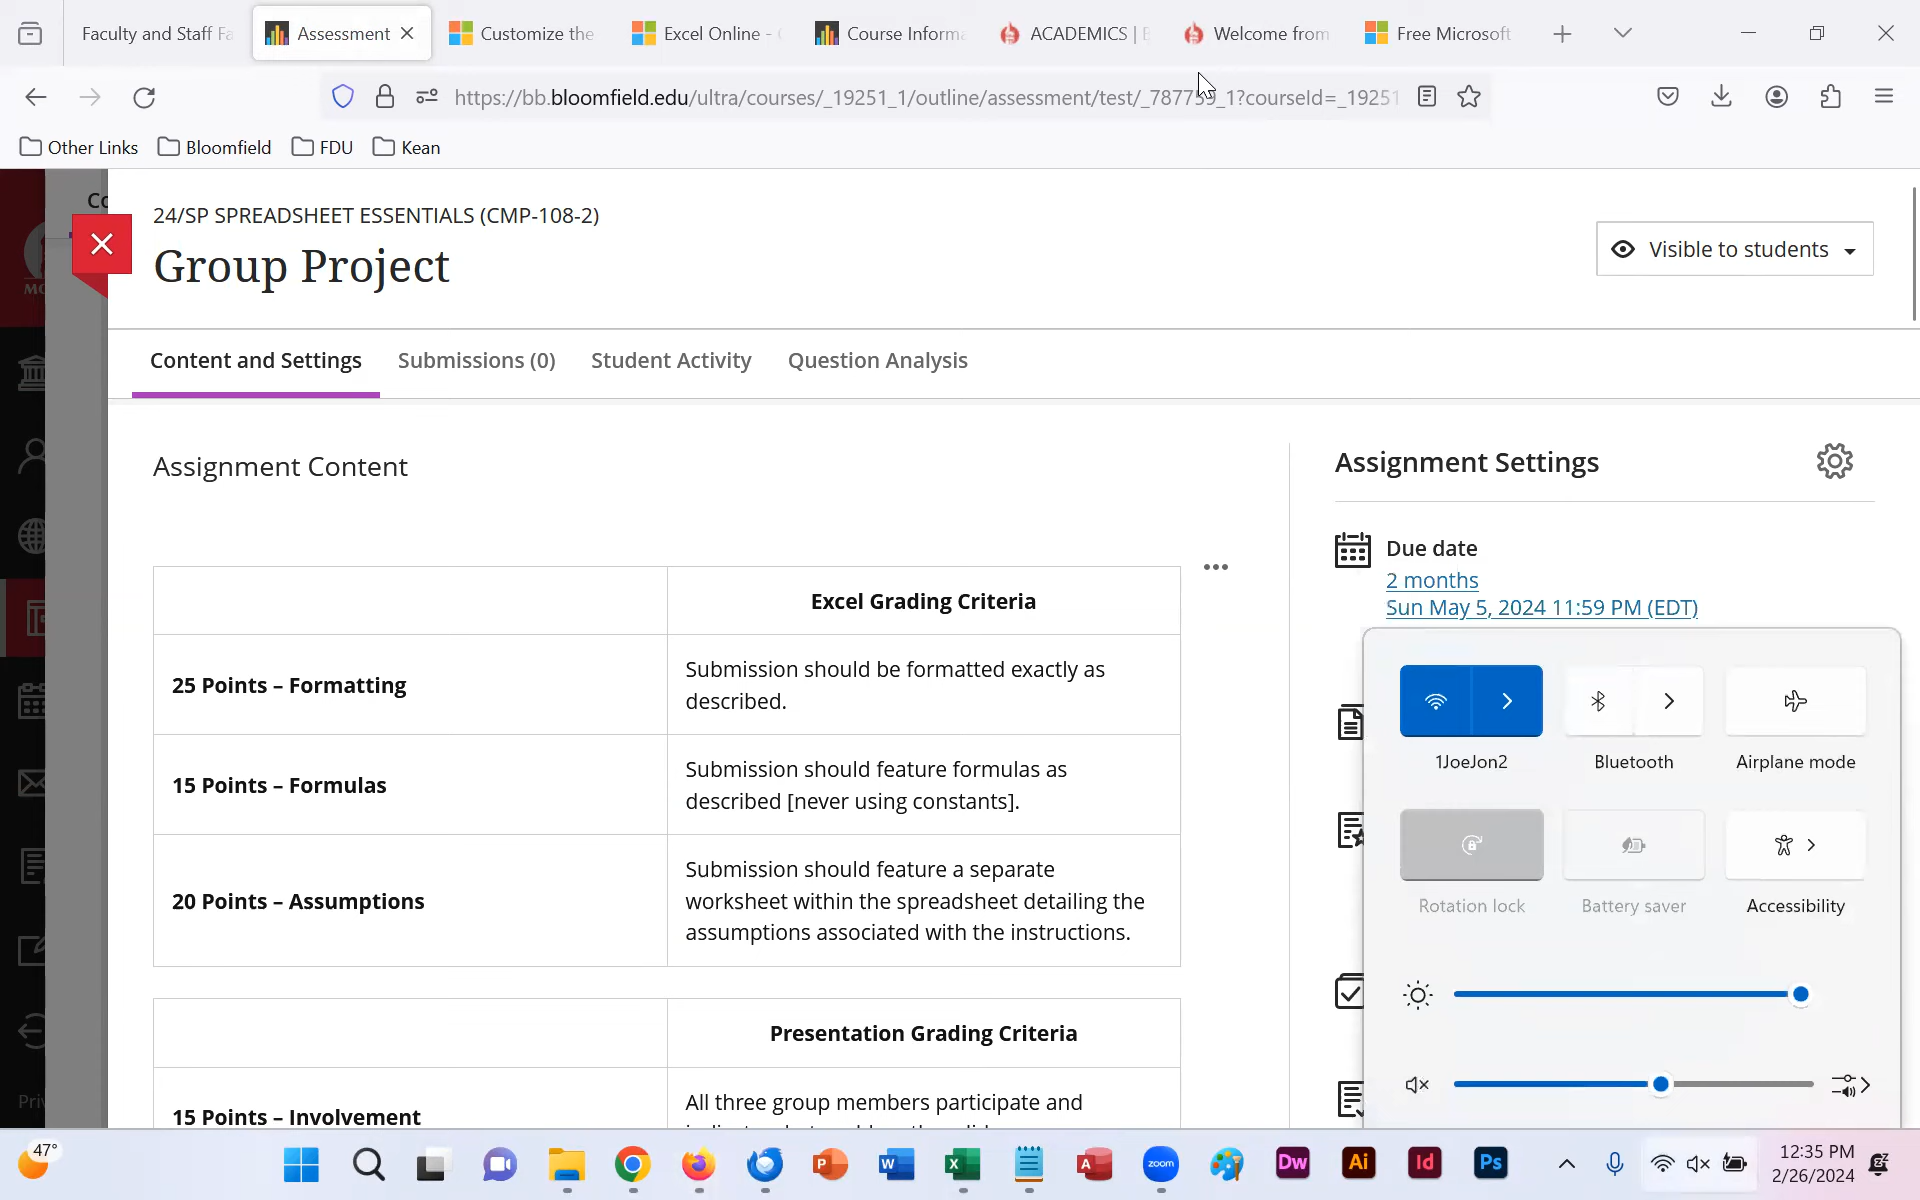 Faculty and Staff Fa
Assessment
Customize the
Excel Online -
Course Informa
ACADEMICS |
Welcome from
Free Microsoft
https://bb.bloomfield.edu/ultra/courses/_19251_1/outline/assessment/test/_787759_1?courseId=_19251
Other Links
Bloomfield
FDU
Kean
24/SP SPREADSHEET ESSENTIALS (CMP-108-2)
Group Project
Visible to students
Content and Settings
Submissions (0)
Student Activity
Question Analysis
Assignment Content
Assignment Settings
Due date
2 months
Sun May 5, 2024 11:59 PM (EDT)
Excel Grading Criteria
25 Points – Formatting
Submission should be formatted exactly as
described.
15 Points – Formulas
Submission should feature formulas as
described [never using constants].
20 Points – Assumptions
Submission should feature a separate
worksheet within the spreadsheet detailing the
assumptions associated with the instructions.
Presentation Grading Criteria
15 Points – Involvement
All three group members participate and
1JoeJon2
Bluetooth
Airplane mode
Rotation lock
Battery saver
Accessibility
47°
zoom
Dw
Ai
Id
Ps
12:35 PM
2/26/2024